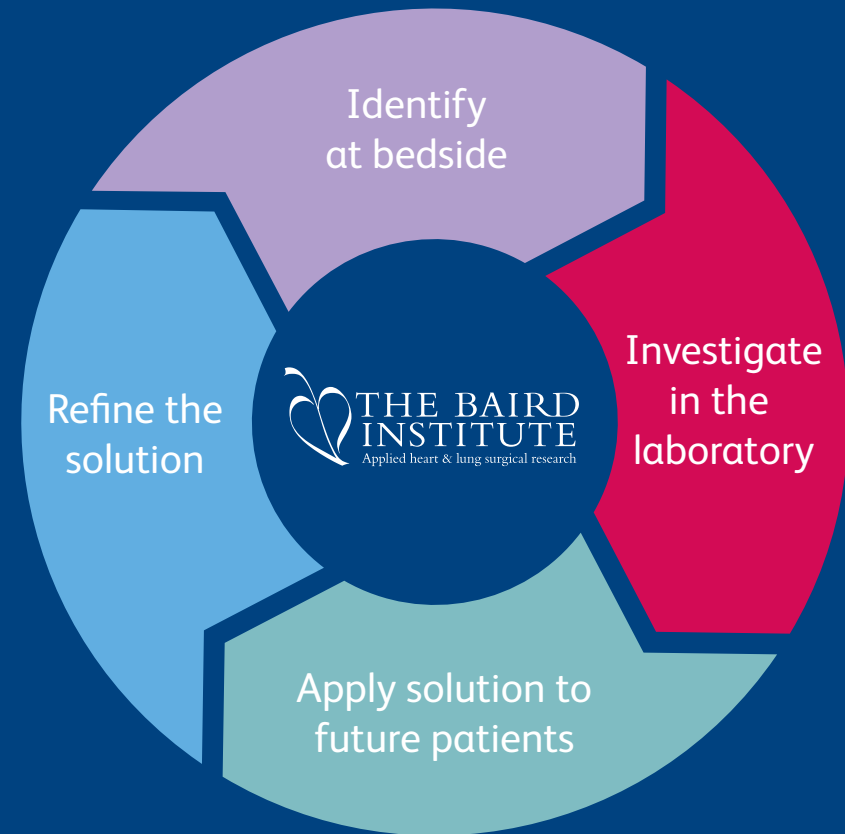 Identify
at bedside
Investigate
in the
laboratory
Apply solution to
future patients
Refine the
solution
THE BAIRD
INSTITUTE
Applied heart & lung surgical research